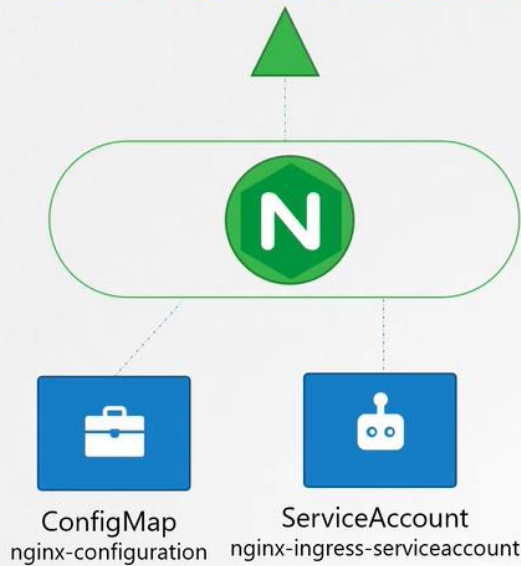 N
ConfigMap
nginx-configuration
ServiceAccount
nginx-ingress-serviceaccount